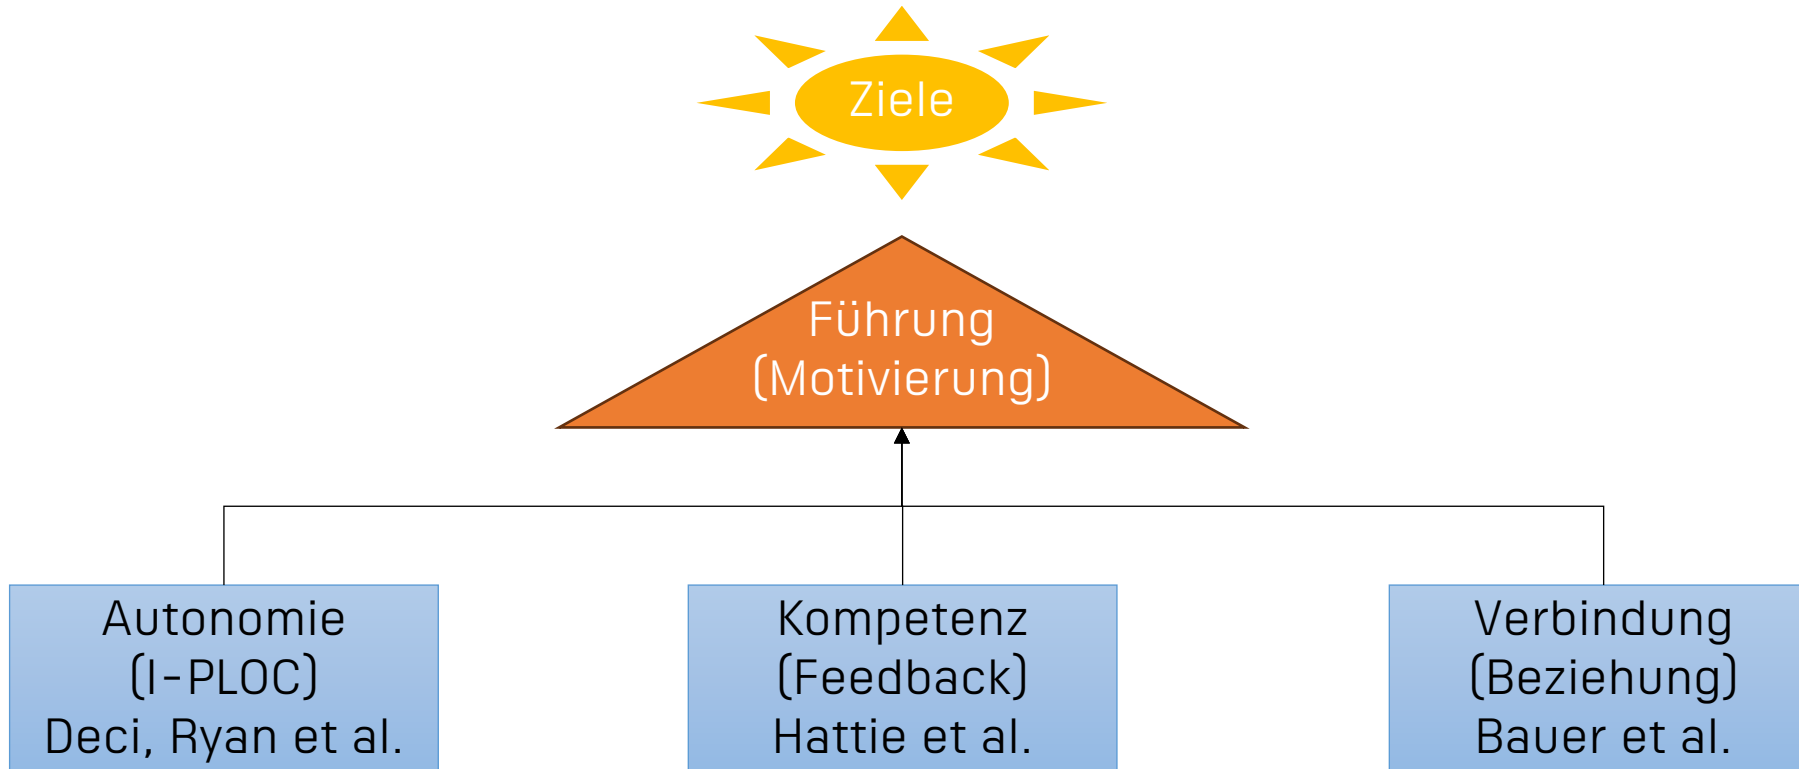 Ziele
Führung
(Motivierung)
Autonomie
(I-PLOC)
Deci, Ryan et al.
Kompetenz
(Feedback)
Hattie et al.
Verbindung
(Beziehung)
Bauer et al.